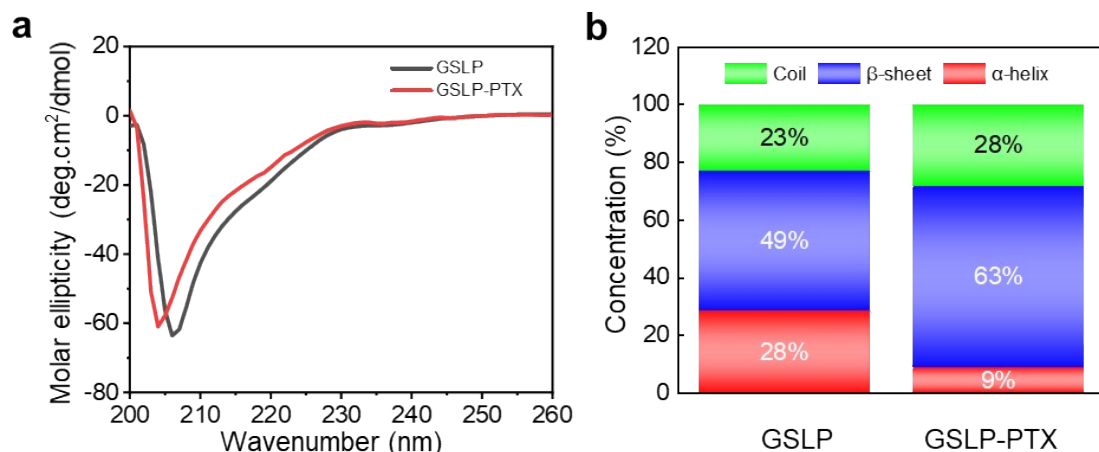 a
20
0
-20
-40
-60
-80
Molar ellipticity (deg.cm²/dmol)
GSLP
GSLP-PTX
200 210 220 230 240 250 260
Wavenumber (nm)
b
120
100
80
60
40
20
0
Concentration (%)
Coil β-sheet α-helix
23% 28%
49% 63%
28% 9%
GSLP GSLP-PTX